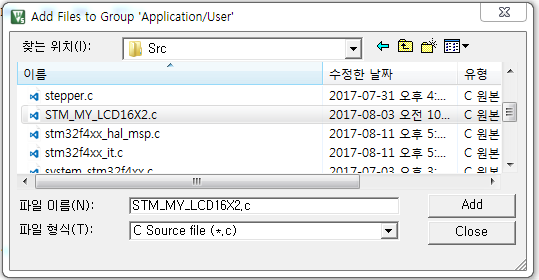 Add Files to Group 'Application/User'
찾는 위치(I): Src
이름 수정한 날짜 유형
stepper.c 2017-07-31 오후 4:... C 원본
STM_MY_LCD16X2.c 2017-08-03 오전 10... C 원본
stm32f4xx_hal_msp.c 2017-08-11 오후 5:... C 원본
stm32f4xx_it.c 2017-08-11 오후 5:... C 원본
system_stm32f4xx.c 2017-07-03 오후 3:... C 원본
파일 이름(N): STM_MY_LCD16X2.c Add
파일 형식(T): C Source file (*.c) Close